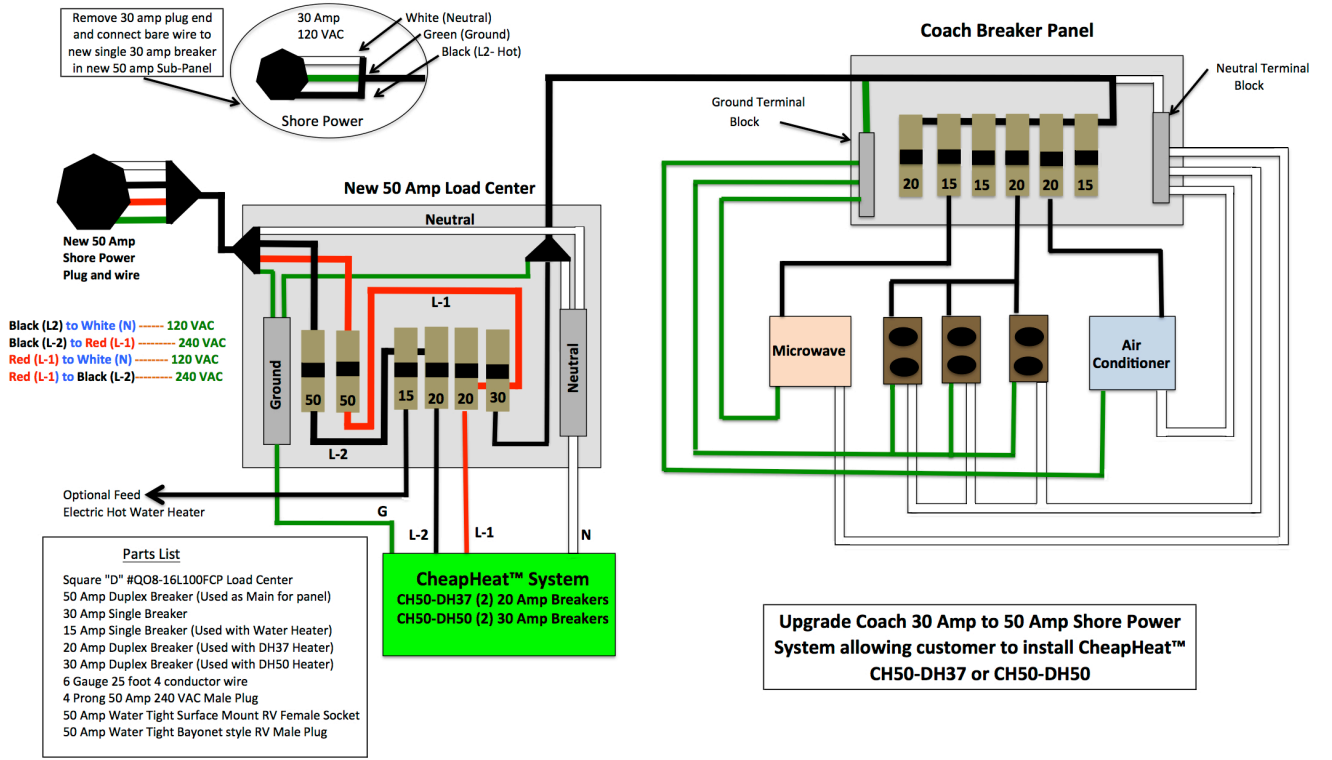 Remove 30 amp plug end
and connect bare wire to
new single 30 amp breaker
in new 50 amp Sub-Panel
30 Amp
120 VAC
White (Neutral)
Green (Ground)
Black (L2- Hot)
Shore Power
Coach Breaker Panel
Ground Terminal
Block
Neutral Terminal
Block
20
15
15
20
20
15
New 50 Amp
Shore Power
Plug and wire
New 50 Amp Load Center
Neutral
L-1
Black (L2) to White (N) ------ 120 VAC
Black (L-2) to Red (L-1) --------- 240 VAC
Red (L-1) to White (N) ------- 120 VAC
Red (L-1) to Black (L-2)--------- 240 VAC
Ground
50
50
15
20
20
30
Neutral
L-2
Microwave
Air
Conditioner
Optional Feed
Electric Hot Water Heater
G
L-2
L-1
N
CheapHeat™ System
CH50-DH37 (2) 20 Amp Breakers
CH50-DH50 (2) 30 Amp Breakers
Parts List
Square "D" #QO8-16L100FCP Load Center
50 Amp Duplex Breaker (Used as Main for panel)
30 Amp Single Breaker
15 Amp Single Breaker (Used with Water Heater)
20 Amp Duplex Breaker (Used with DH37 Heater)
30 Amp Duplex Breaker (Used with DH50 Heater)
6 Gauge 25 foot 4 conductor wire
4 Prong 50 Amp 240 VAC Male Plug
50 Amp Water Tight Surface Mount RV Female Socket
50 Amp Water Tight Bayonet style RV Male Plug
Upgrade Coach 30 Amp to 50 Amp Shore Power
System allowing customer to install CheapHeat™
CH50-DH37 or CH50-DH50